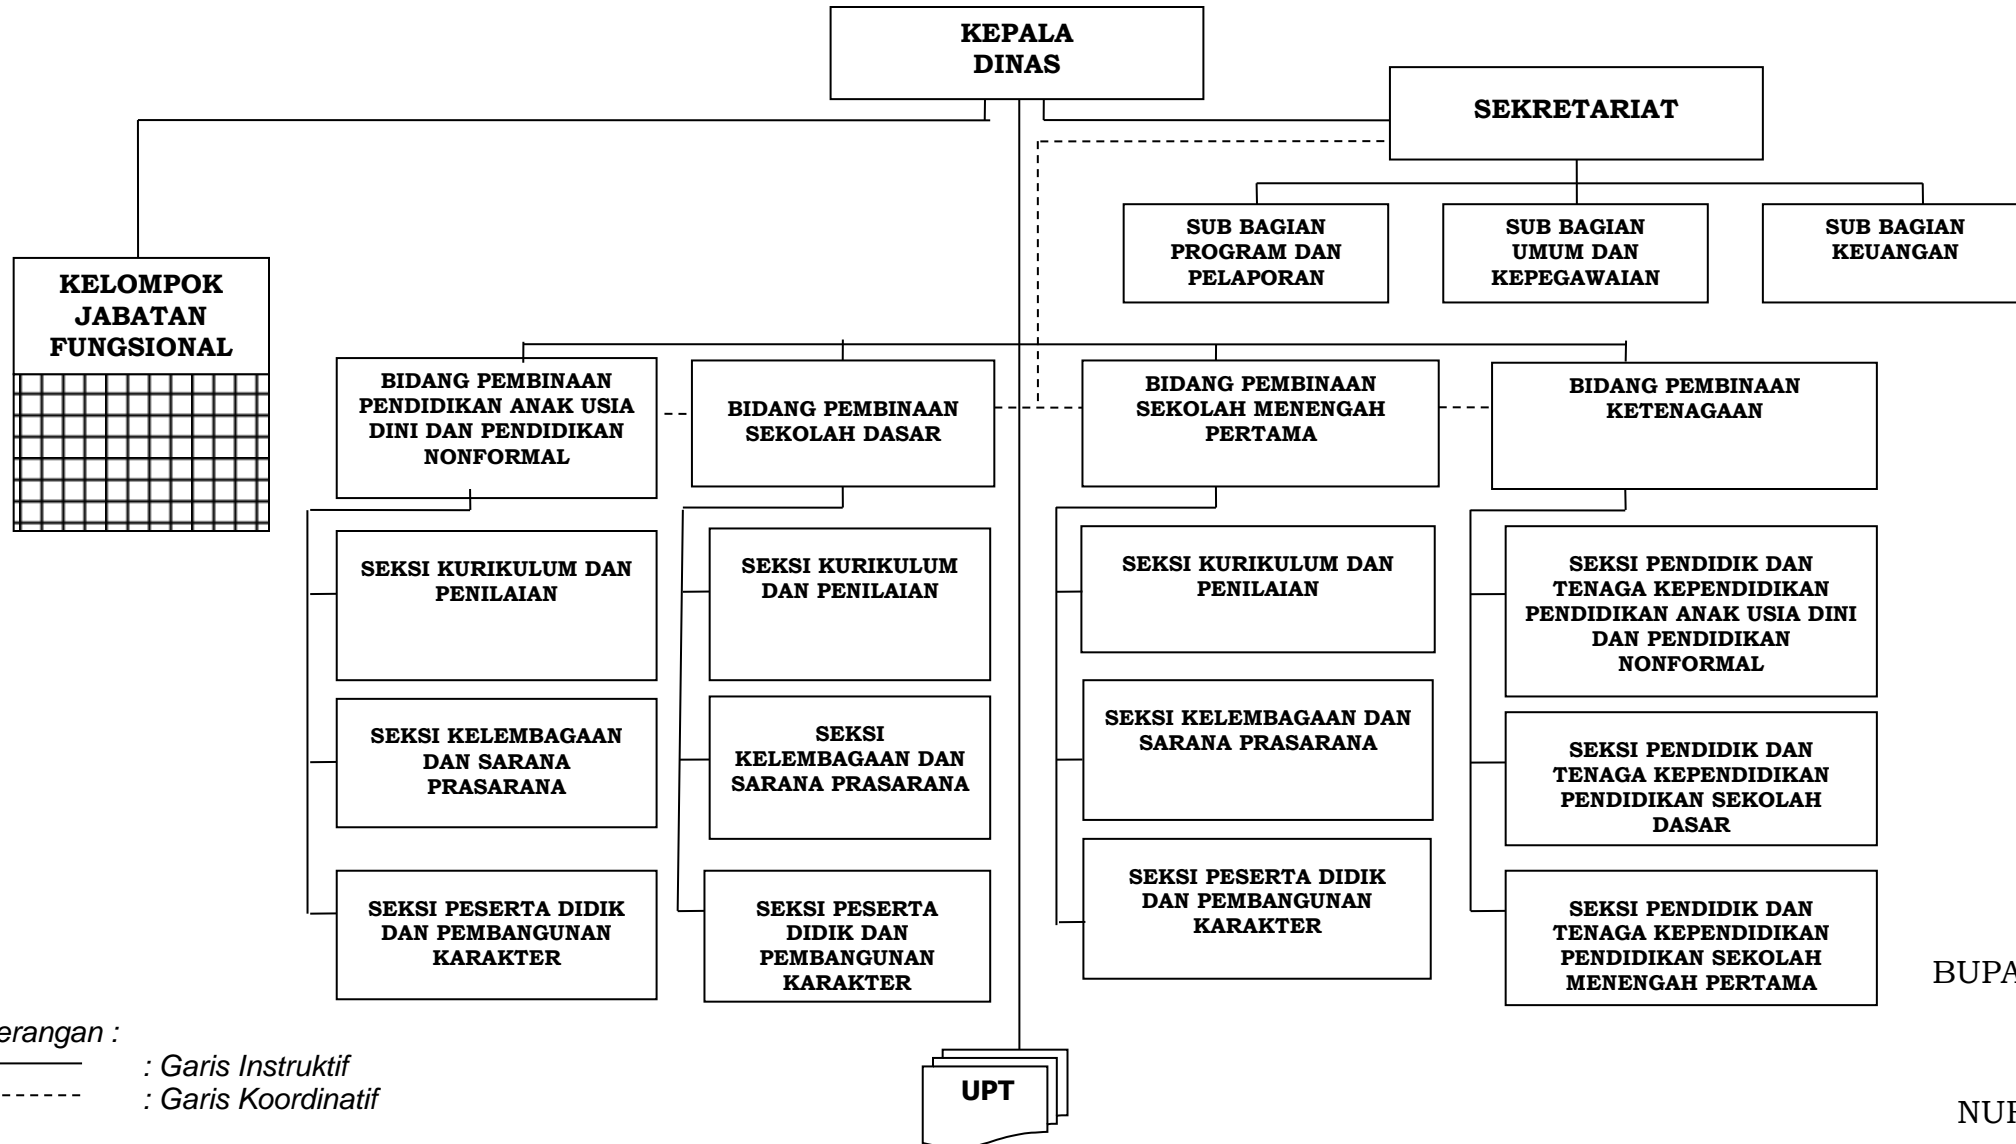 KEPALA
DINAS
SEKRETARIAT
SUB BAGIAN
PROGRAM DAN
PELAPORAN
SUB BAGIAN
UMUM DAN
KEPEGAWAIAN
SUB BAGIAN
KEUANGAN
KELOMPOK
JABATAN
FUNGSIONAL
BIDANG PEMBINAAN
PENDIDIKAN ANAK USIA
DINI DAN PENDIDIKAN
NONFORMAL
BIDANG PEMBINAAN
SEKOLAH DASAR
BIDANG PEMBINAAN
SEKOLAH MENENGAH
PERTAMA
BIDANG PEMBINAAN
KETENAGAAN
SEKSI KURIKULUM DAN
PENILAIAN
SEKSI KURIKULUM
DAN PENILAIAN
SEKSI KURIKULUM DAN
PENILAIAN
SEKSI PENDIDIK DAN
TENAGA KEPENDIDIKAN
PENDIDIKAN ANAK USIA DINI
DAN PENDIDIKAN
NONFORMAL
SEKSI KELEMBAGAAN
DAN SARANA
PRASARANA
SEKSI
KELEMBAGAAN DAN
SARANA PRASARANA
SEKSI KELEMBAGAAN DAN
SARANA PRASARANA
SEKSI PENDIDIK DAN
TENAGA KEPENDIDIKAN
PENDIDIKAN SEKOLAH
DASAR
SEKSI PESERTA DIDIK
DAN PEMBANGUNAN
KARAKTER
SEKSI PESERTA
DIDIK DAN
PEMBANGUNAN
KARAKTER
SEKSI PESERTA DIDIK
DAN PEMBANGUNAN
KARAKTER
SEKSI PENDIDIK DAN
TENAGA KEPENDIDIKAN
PENDIDIKAN SEKOLAH
MENENGAH PERTAMA
BUPA
erangan :
: Garis Instruktif
: Garis Koordinatif
UPT